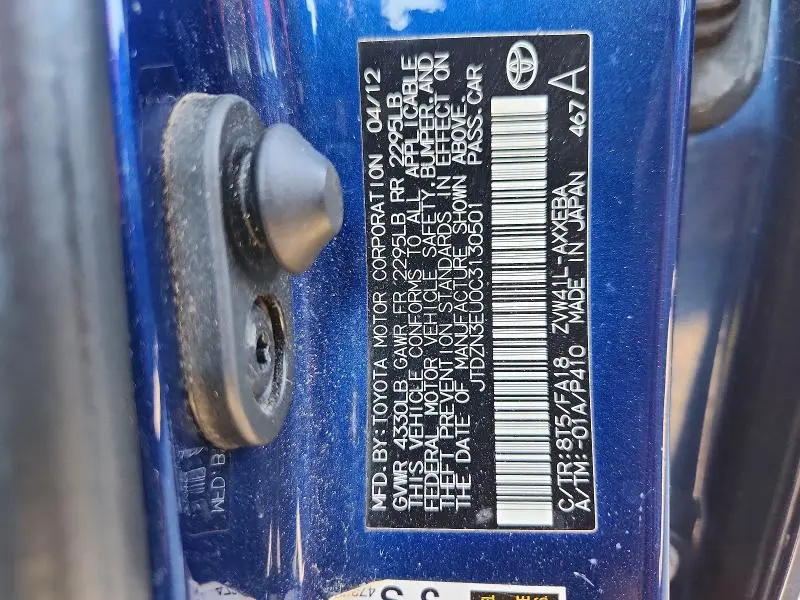 MFD.BY:TOYOTA MOTOR CORPORATION 04/12
GVWR 4330LB GAWR FR 2295LB RR 2295LB
THIS VEHICLE CONFORMS TO ALL APPLICABLE
FEDERAL MOTOR VEHICLE SAFETY, BUMPER, AND
THEFT PREVENTION STANDARDS IN EFFECT ON
THE DATE OF MANUFACTURE SHOWN ABOVE.
JTDZN3EU0C3130501 PASS.CAR
C/TR:8T5/FA18 ZVW41L-AXXEBA
A/TM:-01A/P410 MADE IN JAPAN 467 A